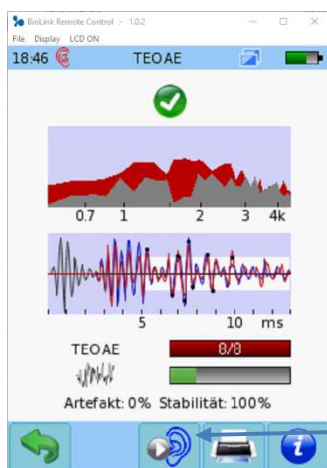 BioLink Remote Control - 1.0.2
File Display LCD ON
18:46 TEOAE
0.7 1 2 3 4k
5 10 ms
TEOAE 8/8
Artefakt: 0% Stabilität: 100%